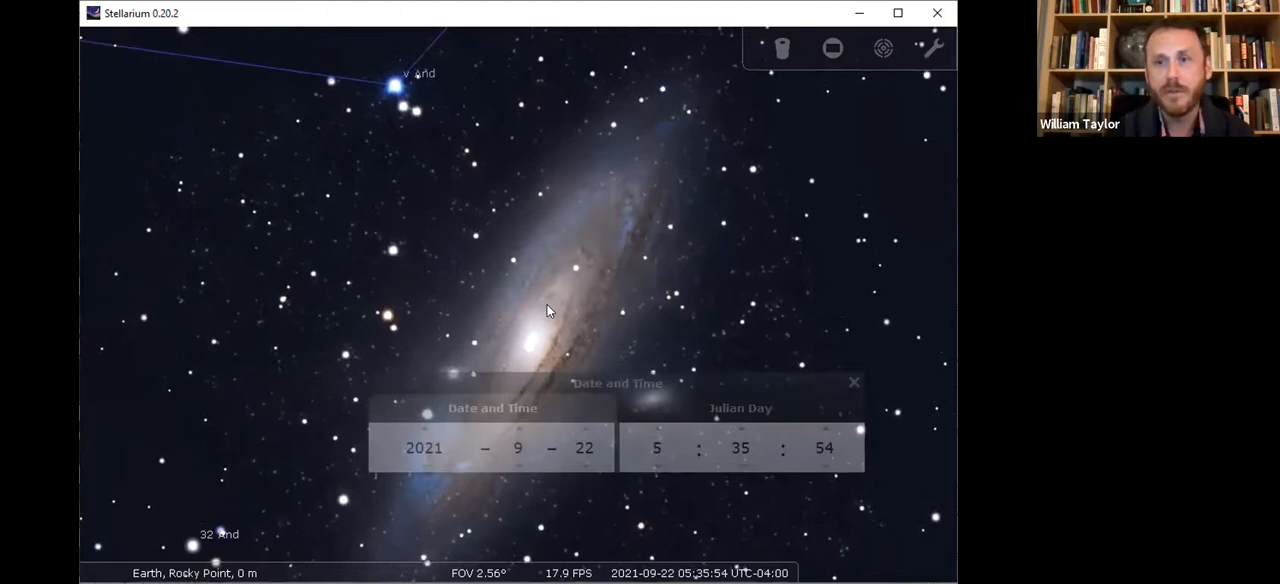 Stellarium 0.20.2
ν And
William Taylor
Date and Time
Date and Time
Julian Day
2021 – 9 – 22
5 : 35 : 54
32 And
Earth, Rocky Point, 0 m
FOV 2.56°
17.9 FPS
2021-09-22 05:35:54 UTC-04:00